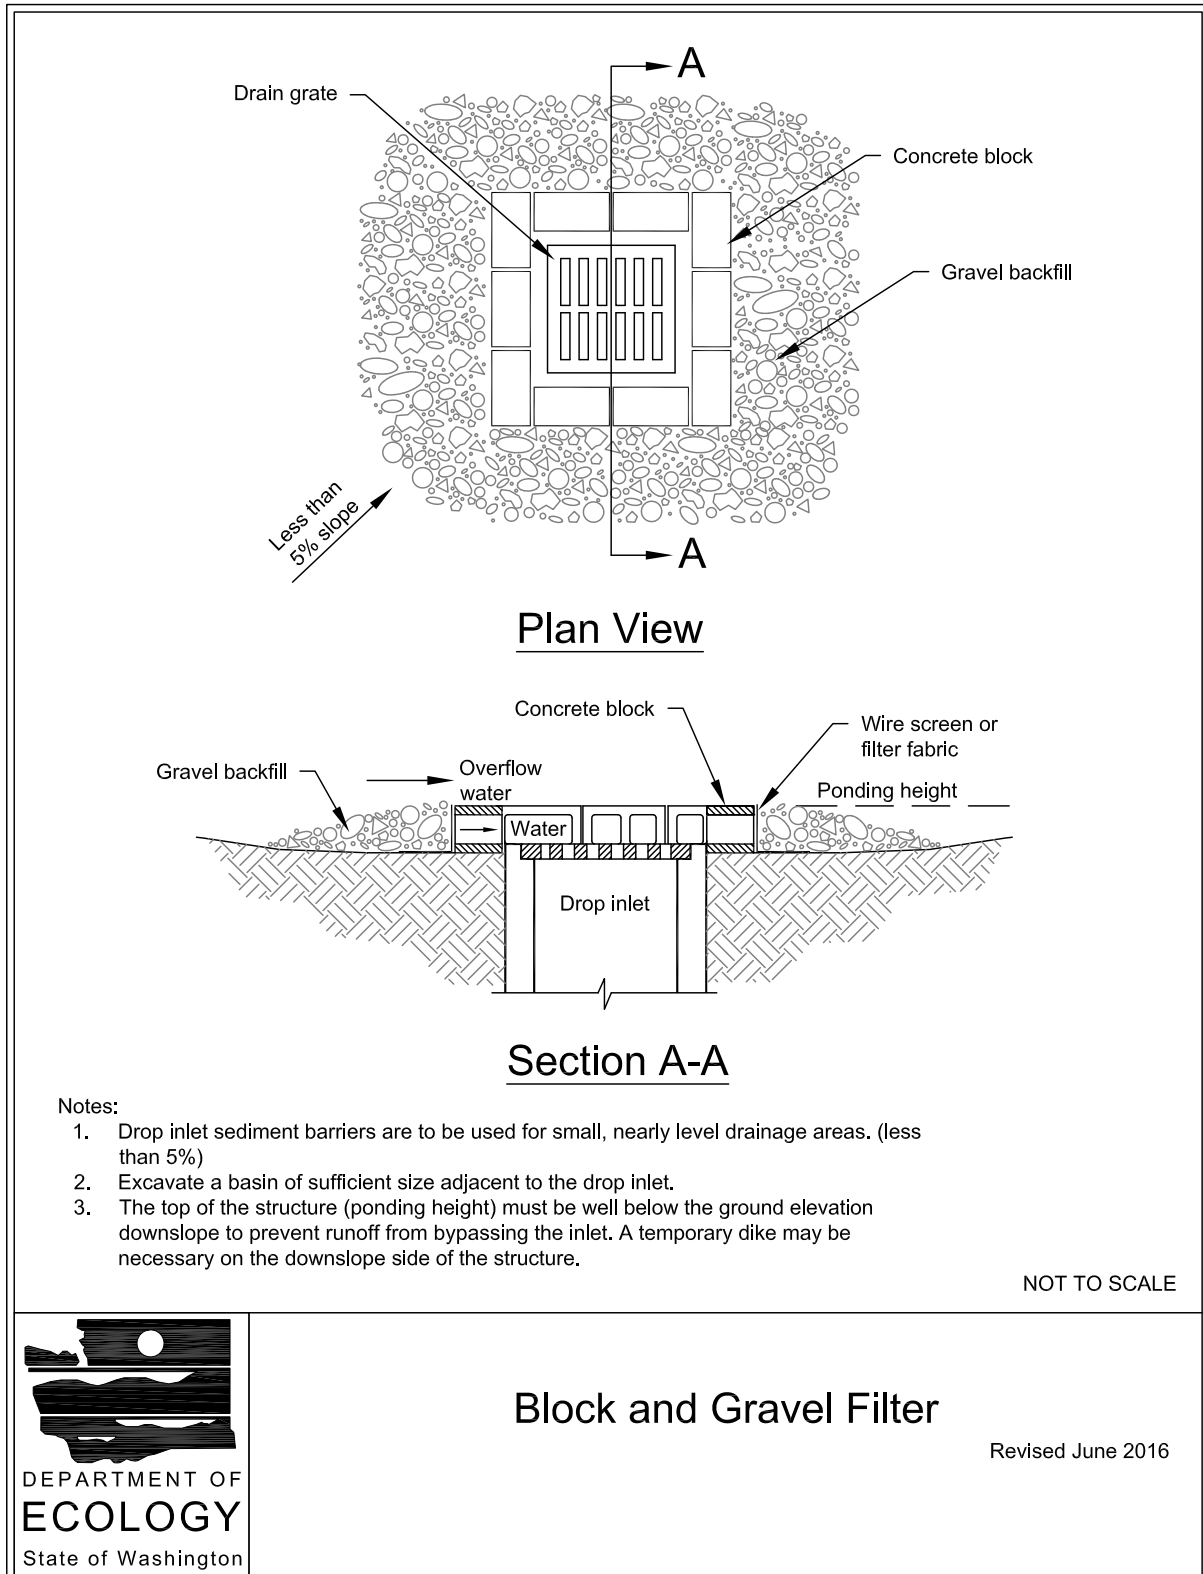 A
Drain grate
Concrete block
Gravel backfill
Less than
5% slope
A
Plan View
Concrete block
Wire screen or
filter fabric
Gravel backfill
Overflow
water
Ponding height
Water
Drop inlet
Section A-A
Notes:
1. Drop inlet sediment barriers are to be used for small, nearly level drainage areas. (less
than 5%)
2. Excavate a basin of sufficient size adjacent to the drop inlet.
3. The top of the structure (ponding height) must be well below the ground elevation
downslope to prevent runoff from bypassing the inlet. A temporary dike may be
necessary on the downslope side of the structure.
NOT TO SCALE
DEPARTMENT OF
ECOLOGY
State of Washington
Block and Gravel Filter
Revised June 2016